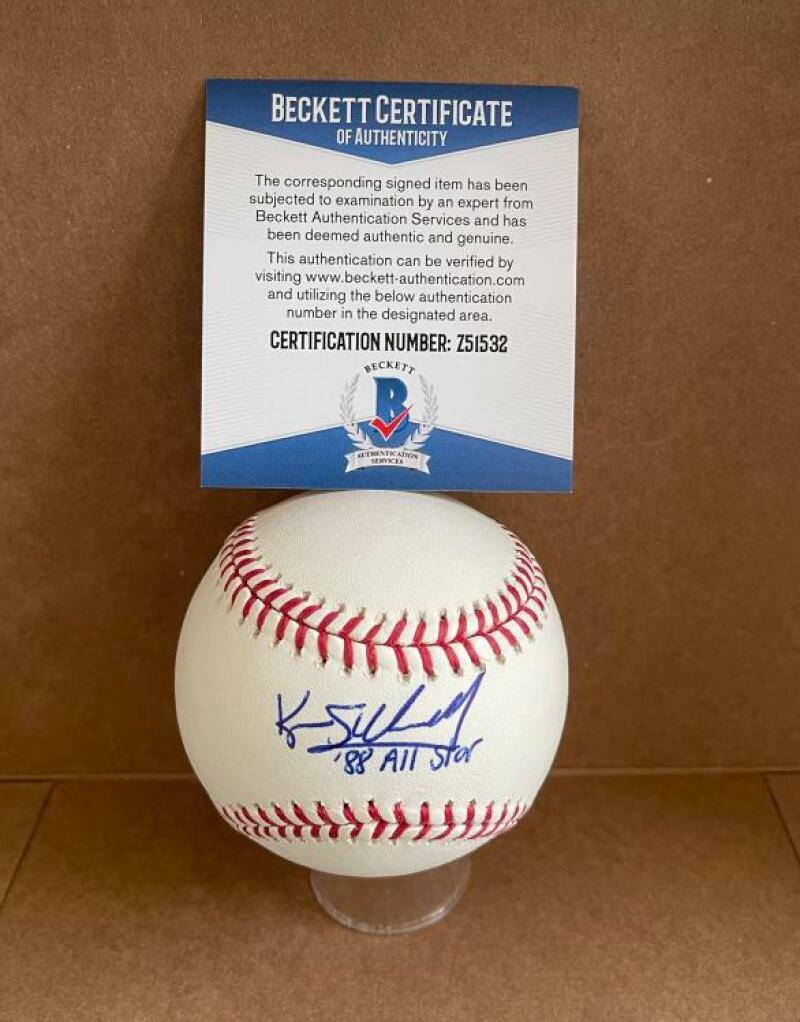 BECKETT CERTIFICATE
OF AUTHENTICITY
The corresponding signed item has been
subjected to examination by an expert from
Beckett Authentication Services and has
been deemed authentic and genuine.
This authentication can be verified by
visiting www.beckett-authentication.com
and utilizing the below authentication
number in the designated area.
CERTIFICATION NUMBER: Z51532
BECKETT
B
AUTHENTICATION
SERVICES
'88 All Star